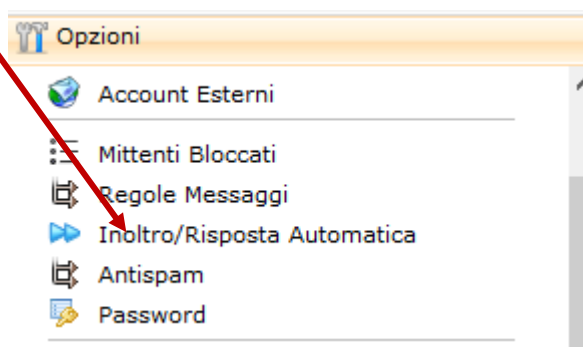 Opzioni
Account Esterni
Mittenti Bloccati
Regole Messaggi
Inoltro/Risposta Automatica
Antispam
Password